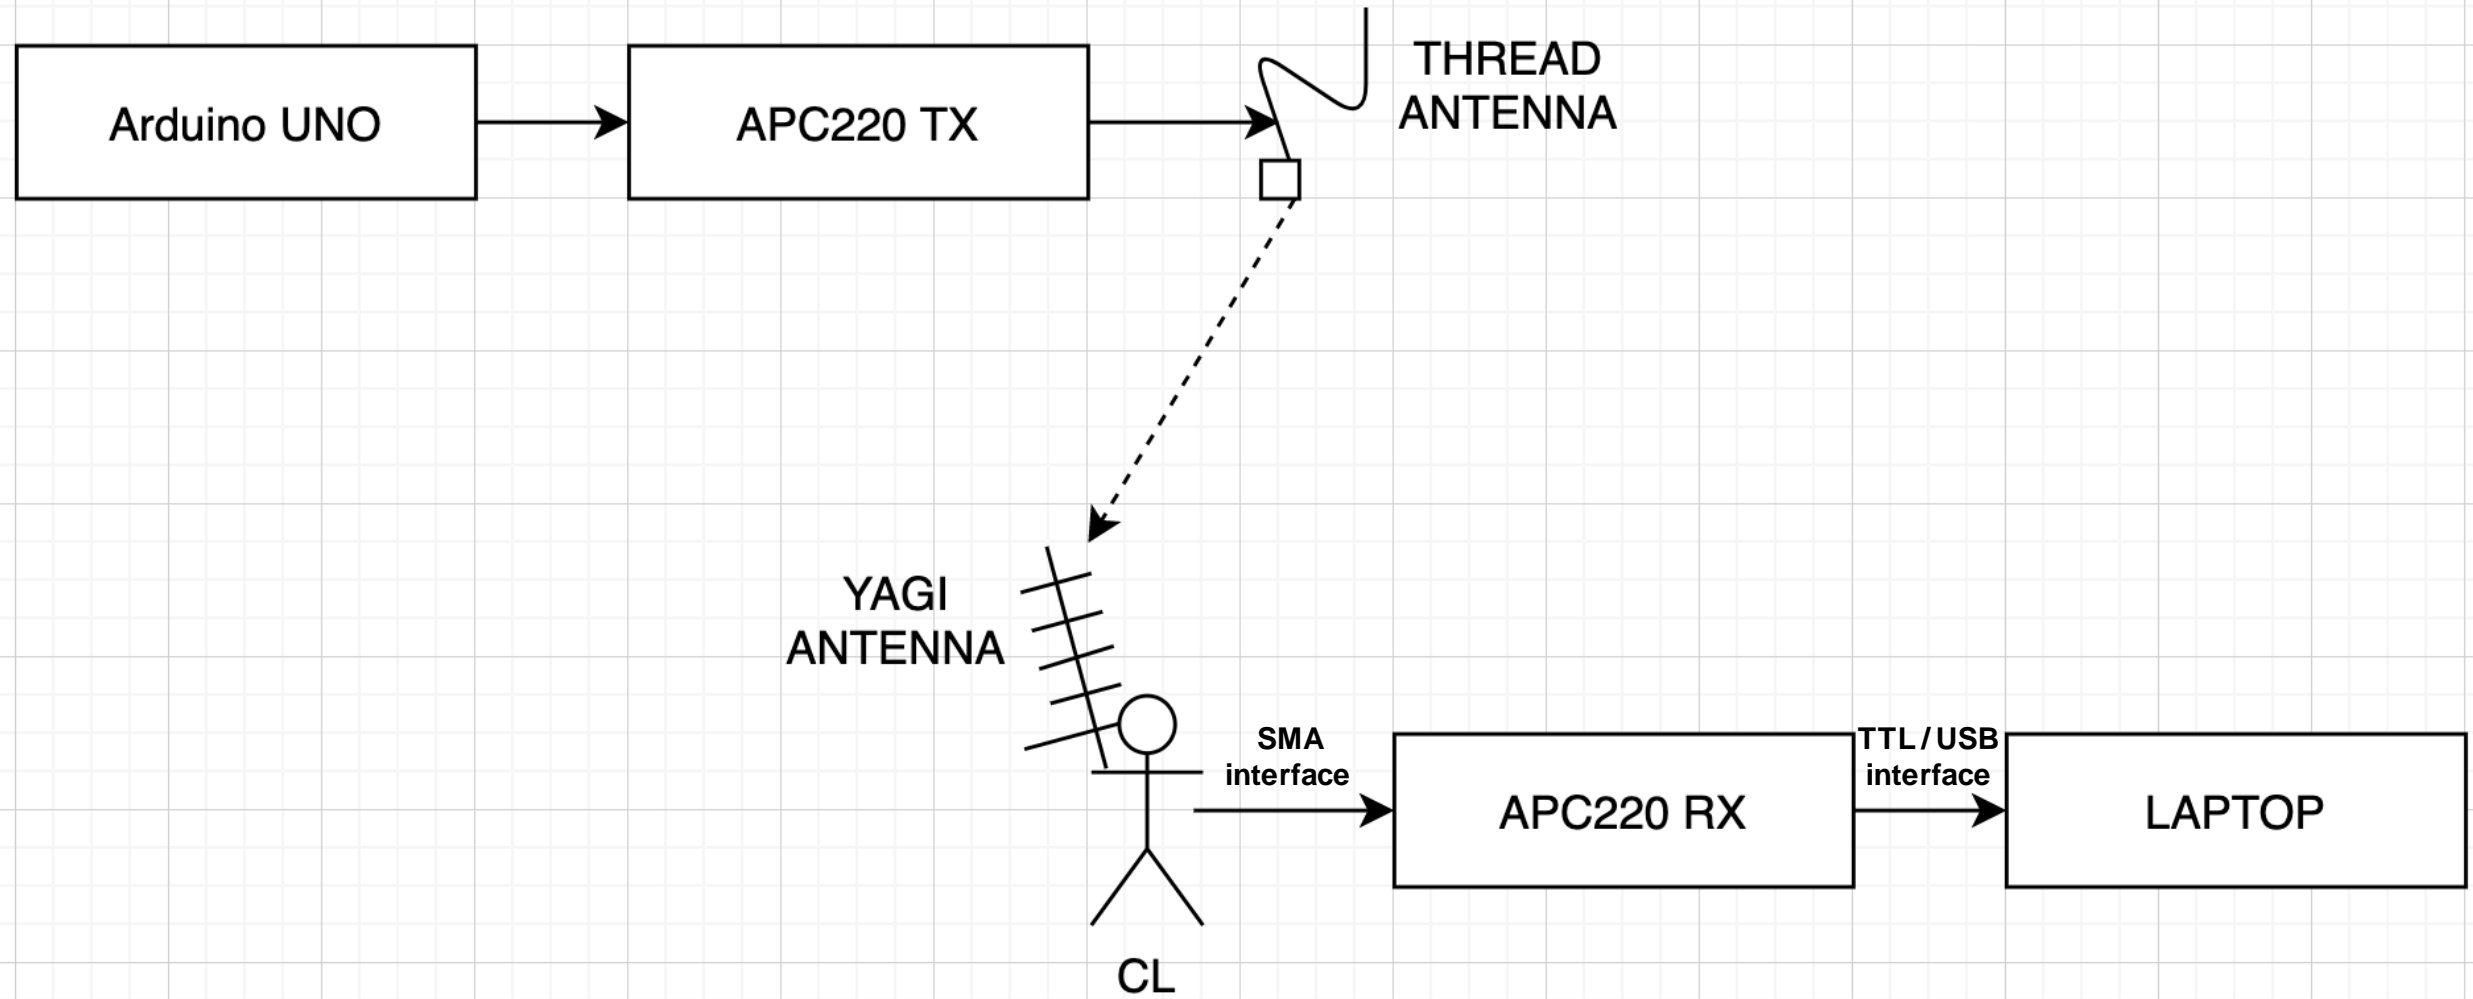 Arduino UNO
APC220 TX
THREAD
ANTENNA
YAGI
ANTENNA
SMA
interface
APC220 RX
TTL/USB
interface
LAPTOP
CL